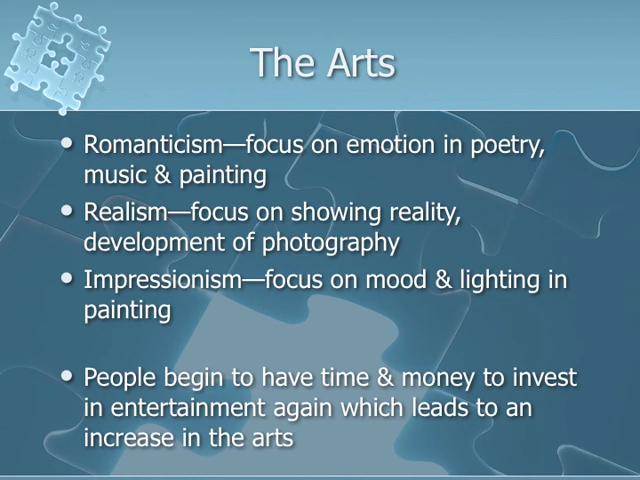 The Arts
• Romanticism—focus on emotion in poetry,
music & painting
• Realism—focus on showing reality,
development of photography
• Impressionism—focus on mood & lighting in
painting
• People begin to have time & money to invest
in entertainment again which leads to an
increase in the arts